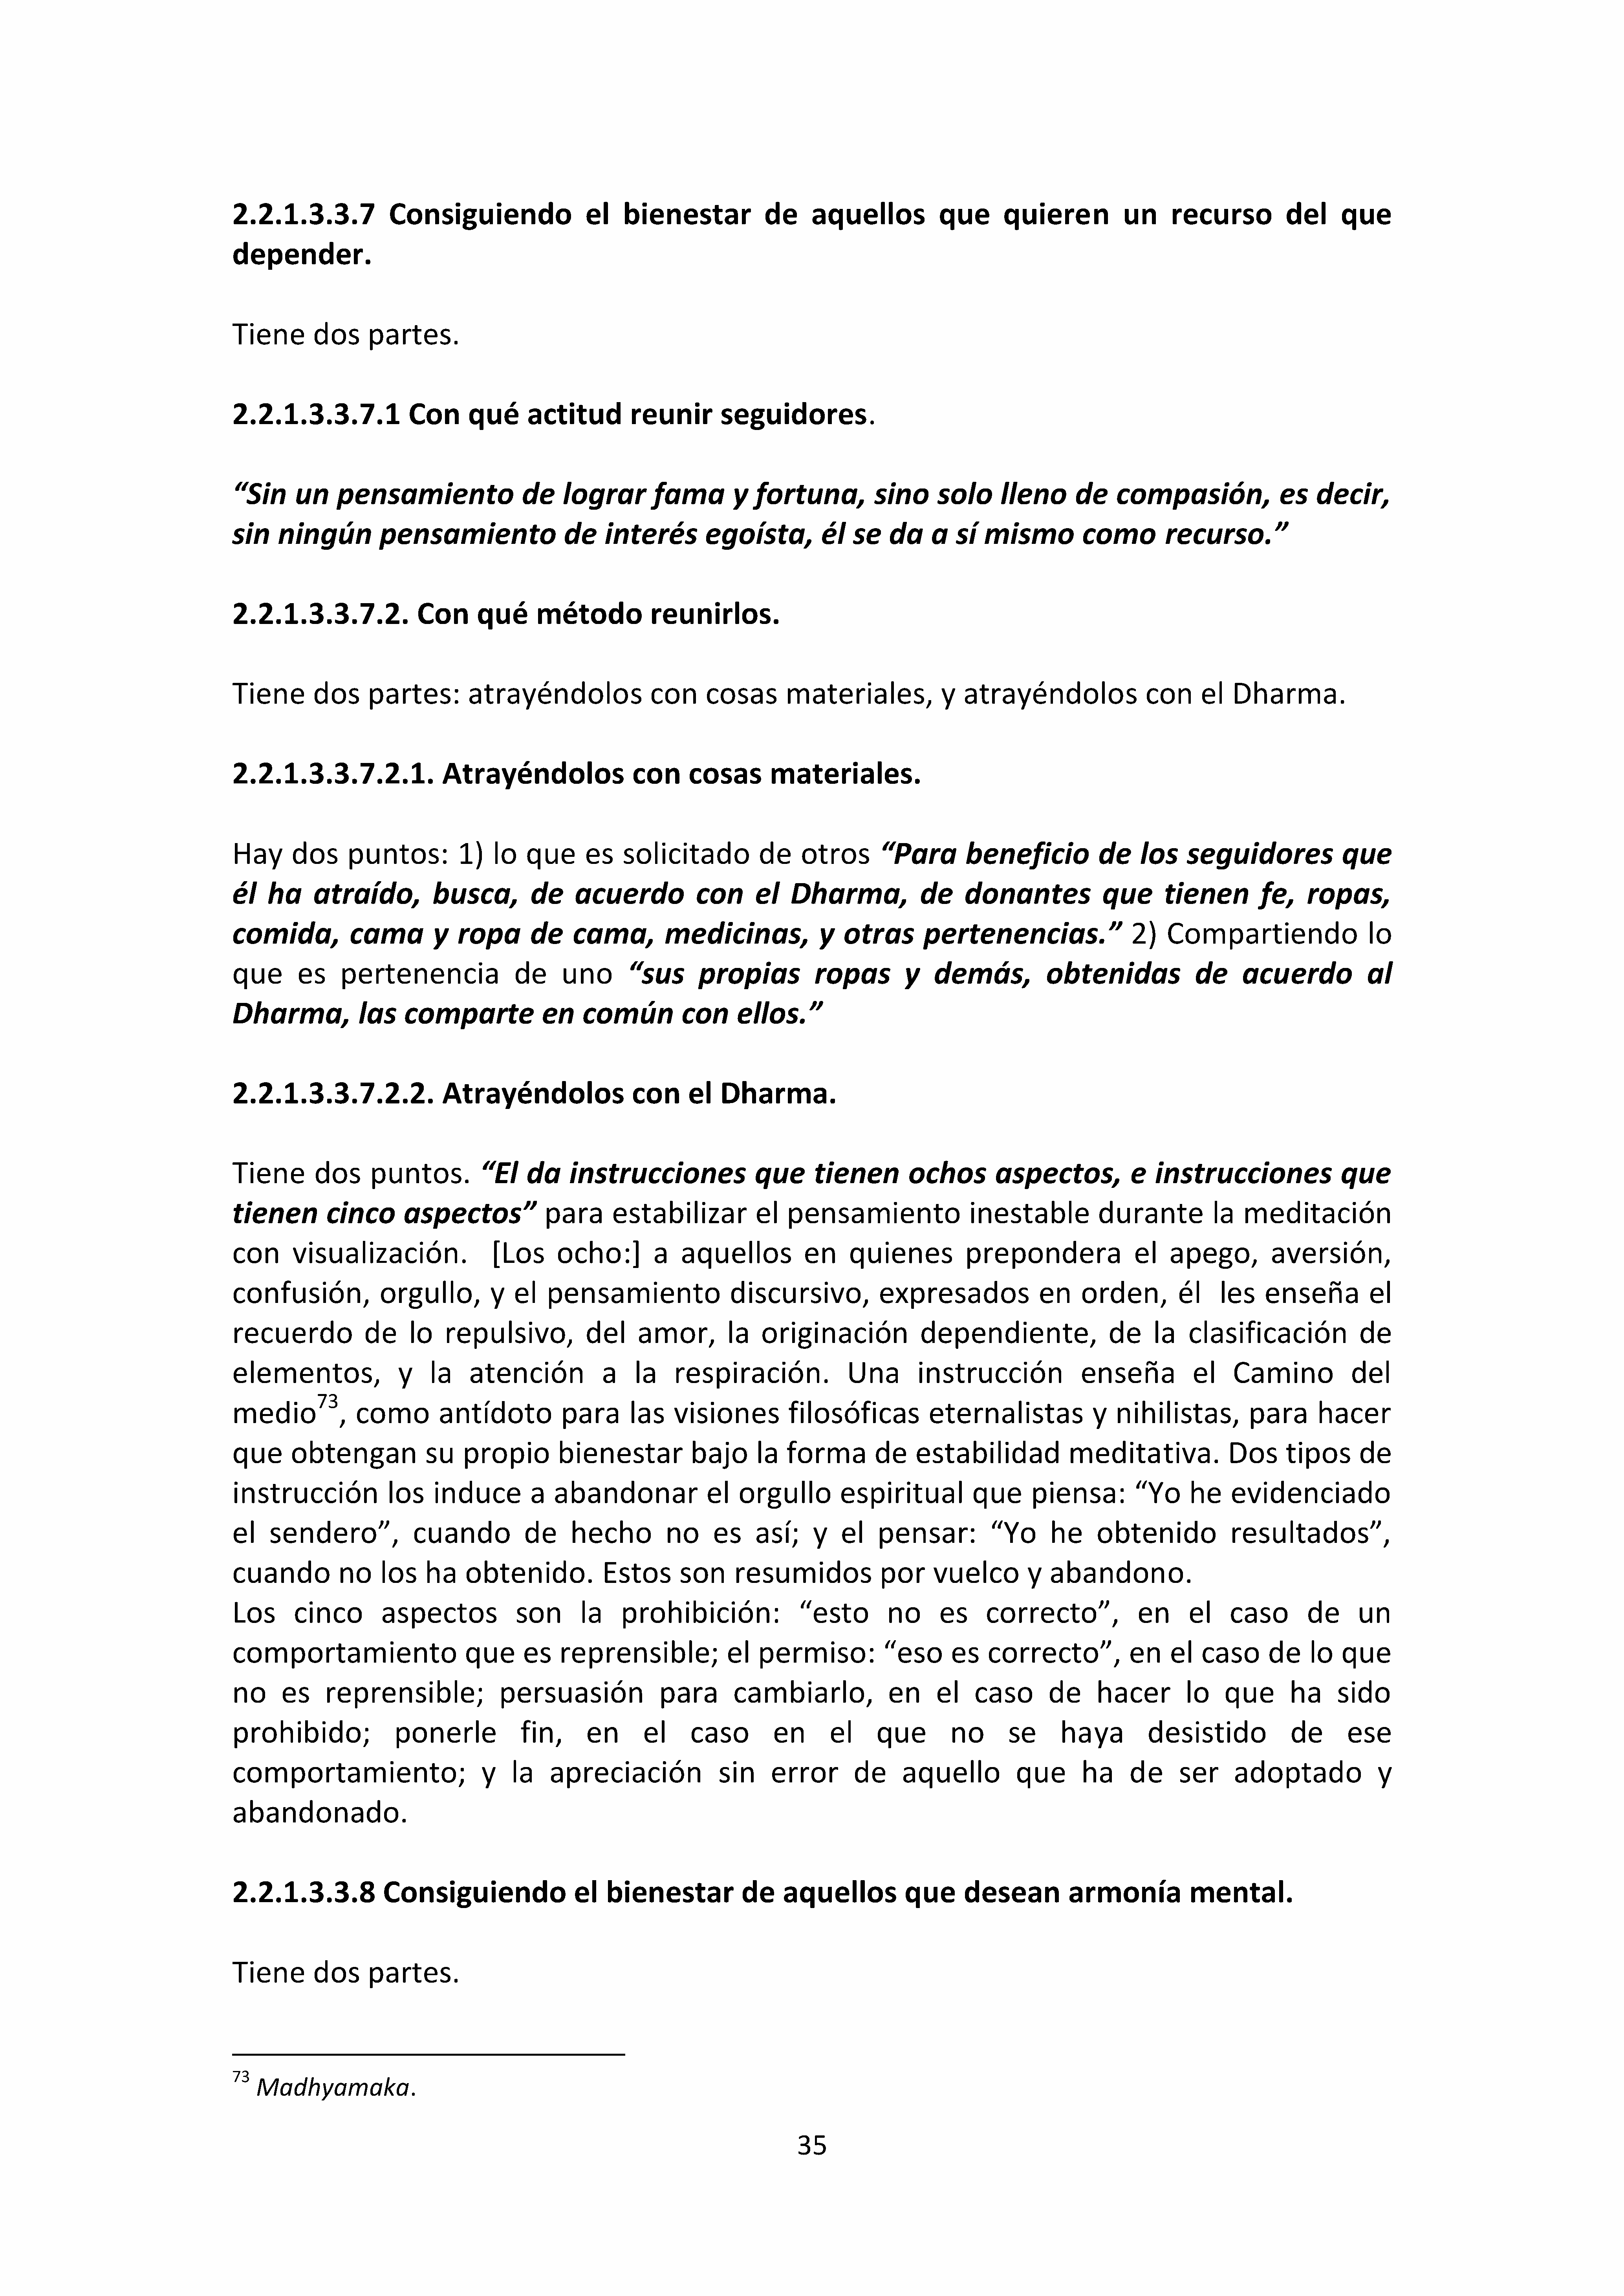 2.2.1.3.3.7 Consiguiendo el bienestar de aquellos que quieren un recurso del que
depender.
Tiene dos partes.
2.2.1.3.3.7.1 Con qué actitud reunir seguidores.
“Sin un pensamiento de lograr fama y fortuna, sino solo lleno de compasión, es decir,
sin ningún pensamiento de interés egoísta, él se da a sí mismo como recurso.”
2.2.1.3.3.7.2. Con qué método reunirlos.
Tiene dos partes: atrayéndolos con cosas materiales, y atrayéndolos con el Dharma.
2.2.1.3.3.7.2.1. Atrayéndolos con cosas materiales.
Hay dos puntos: 1) lo que es solicitado de otros “Para beneficio de los seguidores que
él ha atraído, busca, de acuerdo con el Dharma, de donantes que tienen fe, ropas,
comida, cama y ropa de cama, medicinas, y otras pertenencias.” 2) Compartiendo lo
que es pertenencia de uno “sus propias ropas y demás, obtenidas de acuerdo al
Dharma, las comparte en común con ellos.”
2.2.1.3.3.7.2.2. Atrayéndolos con el Dharma.
Tiene dos puntos. “El da instrucciones que tienen ochos aspectos, e instrucciones que
tienen cinco aspectos” para estabilizar el pensamiento inestable durante la meditación
con visualización.  [Los ocho:] a aquellos en quienes prepondera el apego, aversión,
confusión, orgullo, y el pensamiento discursivo, expresados en orden, él  les enseña el
recuerdo de lo repulsivo, del amor, la originación dependiente, de la clasificación de
elementos, y la atención a la respiración. Una instrucción enseña el Camino del
medio73, como antídoto para las visiones filosóficas eternalistas y nihilistas, para hacer
que obtengan su propio bienestar bajo la forma de estabilidad meditativa. Dos tipos de
instrucción los induce a abandonar el orgullo espiritual que piensa: “Yo he evidenciado
el sendero”, cuando de hecho no es así; y el pensar: “Yo he obtenido resultados”,
cuando no los ha obtenido. Estos son resumidos por vuelco y abandono.
Los cinco aspectos son la prohibición: “esto no es correcto”, en el caso de un
comportamiento que es reprensible; el permiso: “eso es correcto”, en el caso de lo que
no es reprensible; persuasión para cambiarlo, en el caso de hacer lo que ha sido
prohibido; ponerle fin, en el caso en el que no se haya desistido de ese
comportamiento; y la apreciación sin error de aquello que ha de ser adoptado y
abandonado.
2.2.1.3.3.8 Consiguiendo el bienestar de aquellos que desean armonía mental.
Tiene dos partes.
73 Madhyamaka.
35